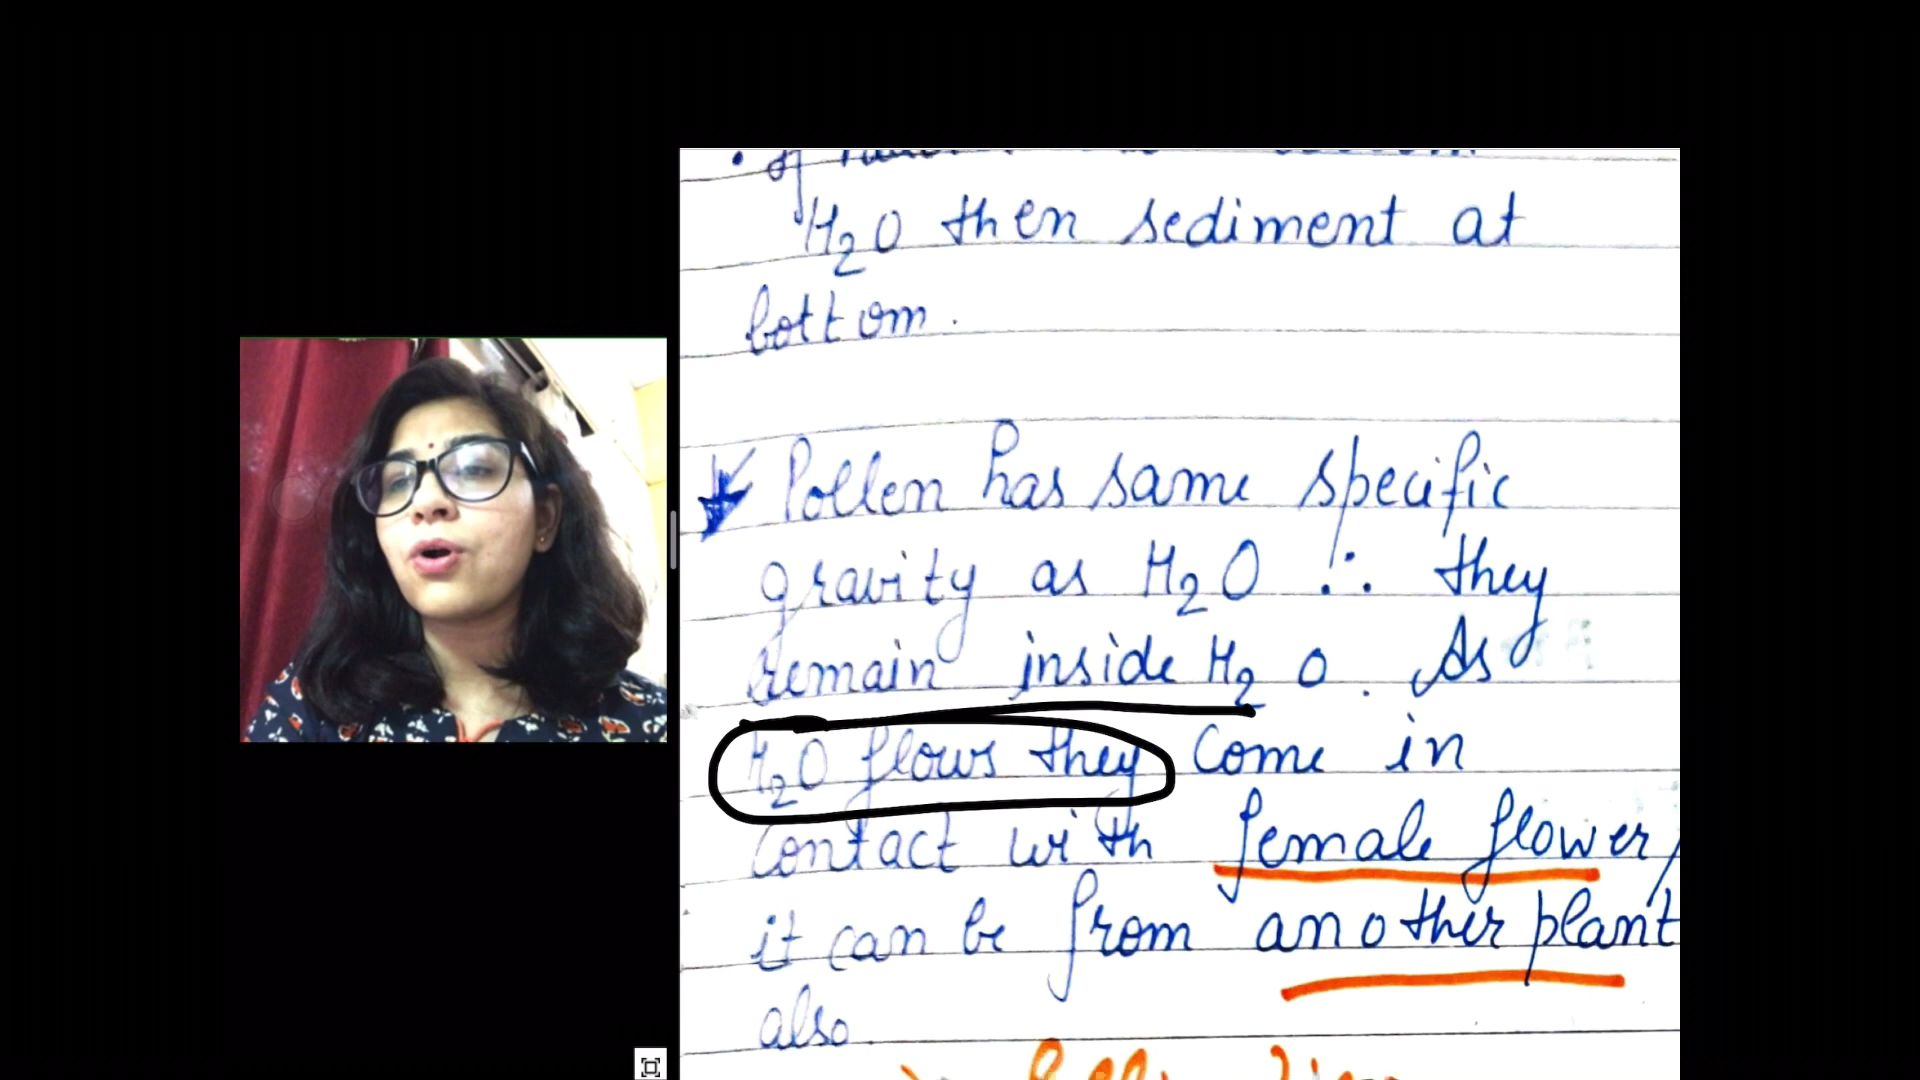 • of
H₂O then sediment at
bottom.
Pollen has same specific
gravity as H₂O ∴ they
remain inside H₂O. As
H₂O flows they come in
contact with female flower,
it can be from another plant
also.